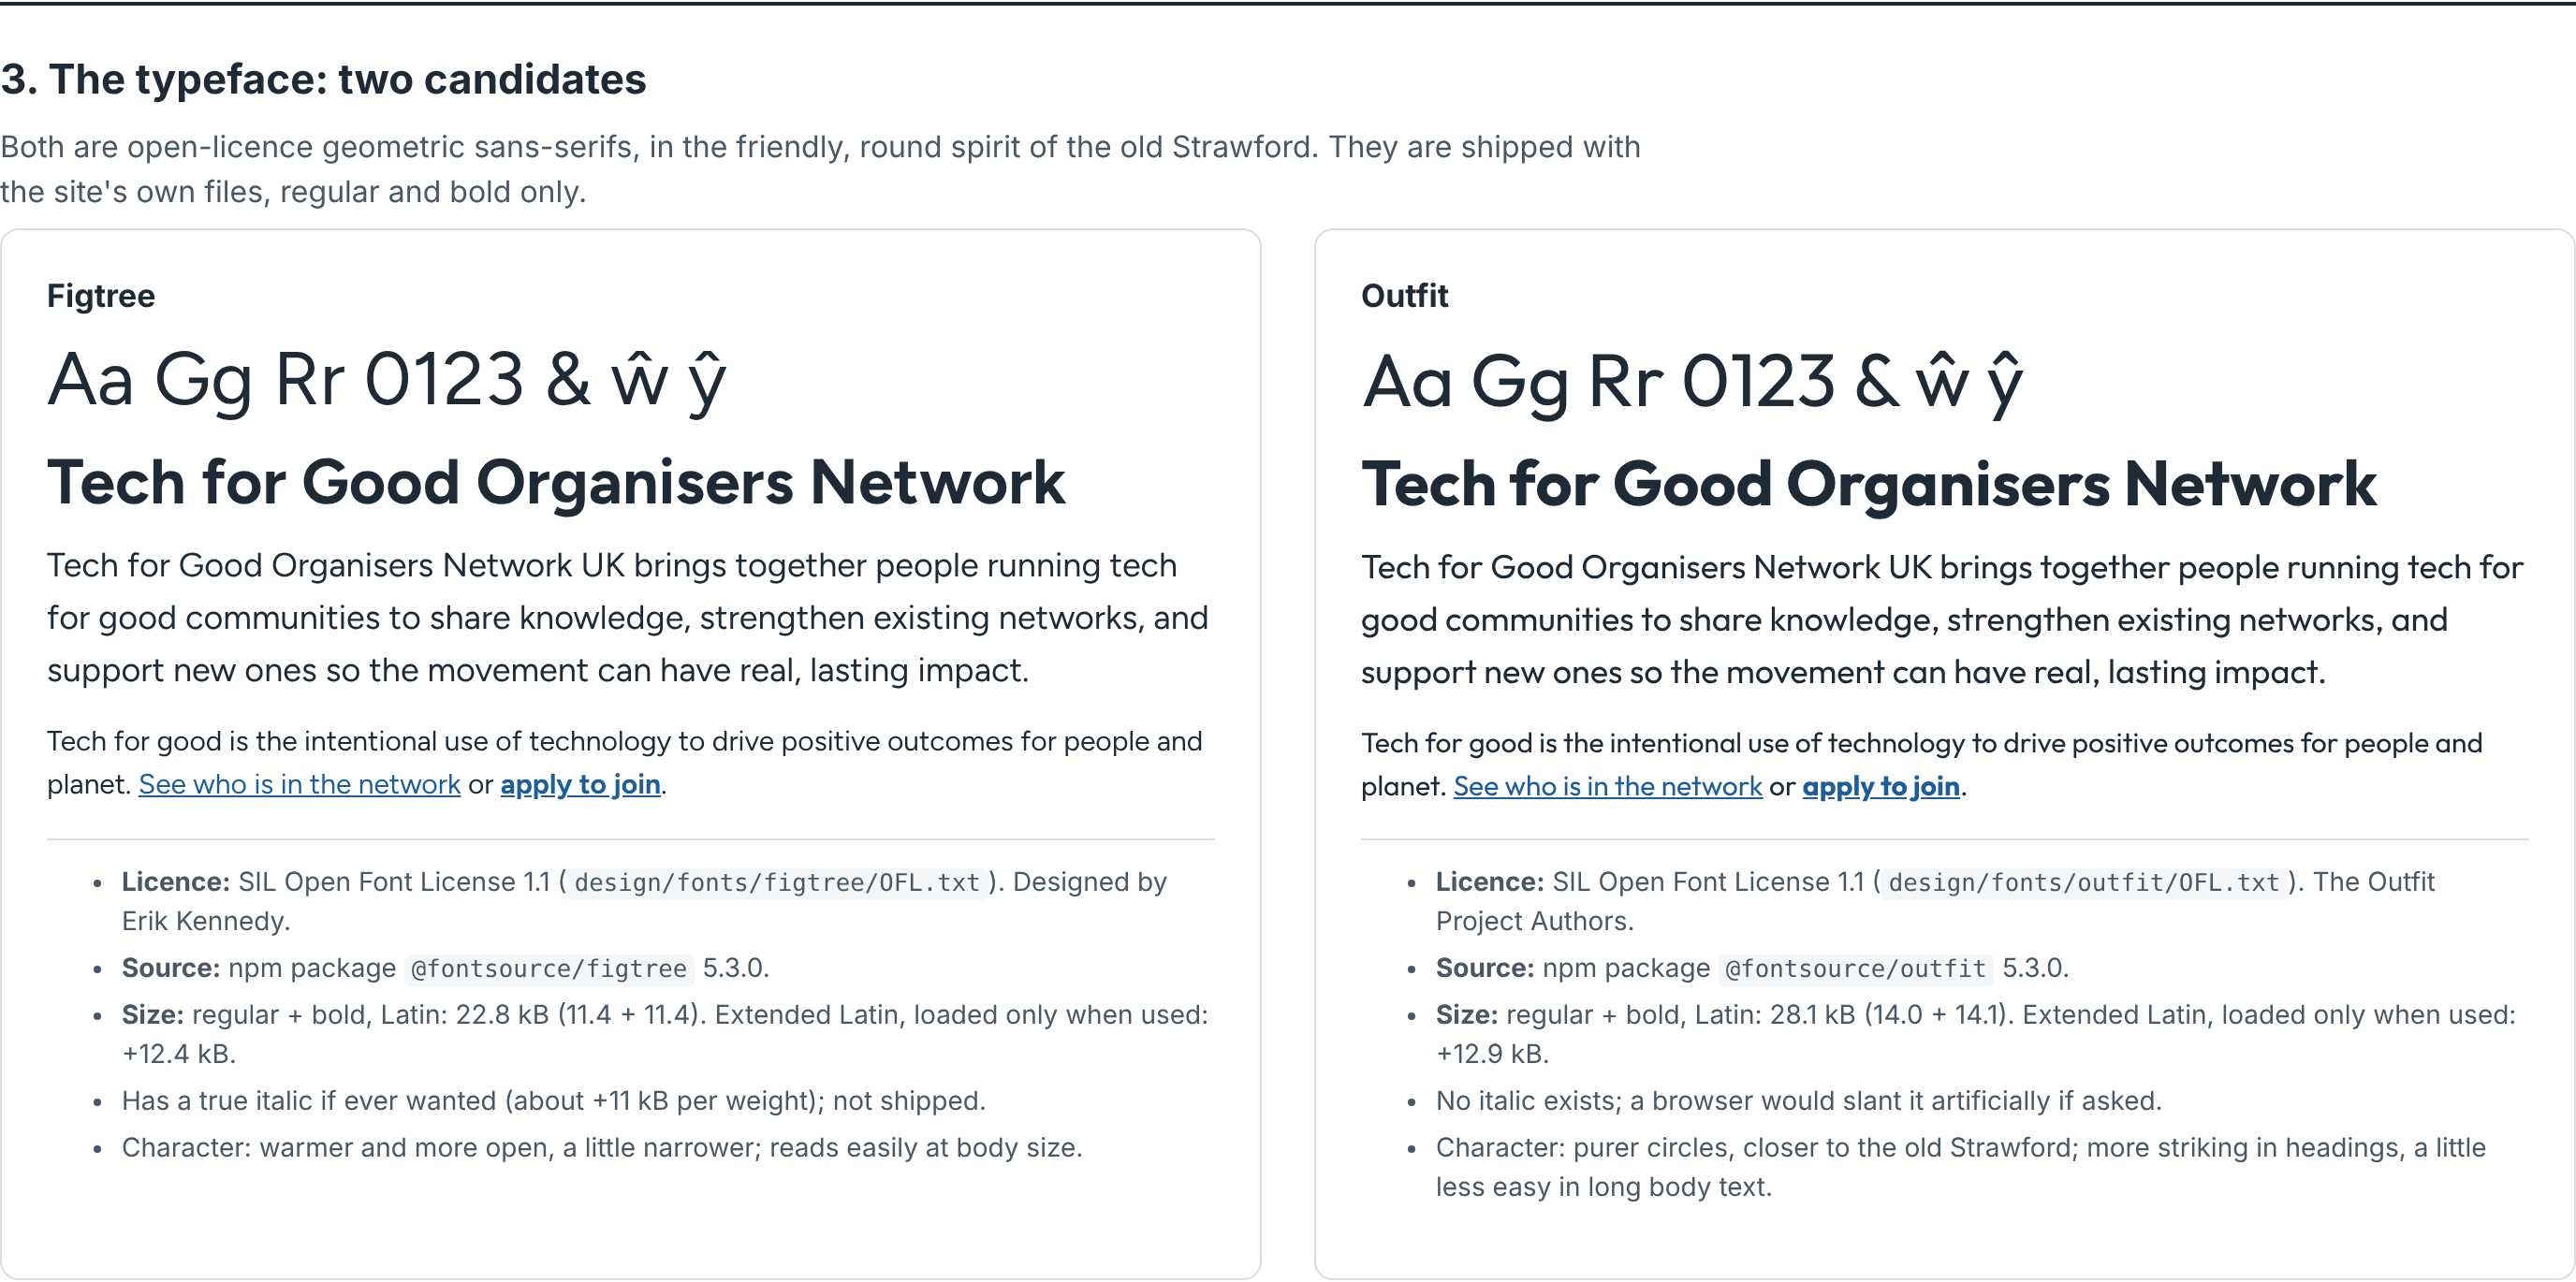 3. The typeface: two candidates
Both are open-licence geometric sans-serifs, in the friendly, round spirit of the old Strawford. They are shipped with
the site's own files, regular and bold only.
Figtree
Aa Gg Rr 0123 & ŵ ŷ
Tech for Good Organisers Network
Tech for Good Organisers Network UK brings together people running tech
for good communities to share knowledge, strengthen existing networks, and
support new ones so the movement can have real, lasting impact.
Tech for good is the intentional use of technology to drive positive outcomes for people and
planet. See who is in the network or apply to join.
• Licence: SIL Open Font License 1.1 (design/fonts/figtree/OFL.txt). Designed by
Erik Kennedy.
• Source: npm package @fontsource/figtree 5.3.0.
• Size: regular + bold, Latin: 22.8 kB (11.4 + 11.4). Extended Latin, loaded only when used:
+12.4 kB.
• Has a true italic if ever wanted (about +11 kB per weight); not shipped.
• Character: warmer and more open, a little narrower; reads easily at body size.
Outfit
Aa Gg Rr 0123 & ŵ ŷ
Tech for Good Organisers Network
Tech for Good Organisers Network UK brings together people running tech for
good communities to share knowledge, strengthen existing networks, and
support new ones so the movement can have real, lasting impact.
Tech for good is the intentional use of technology to drive positive outcomes for people and
planet. See who is in the network or apply to join.
• Licence: SIL Open Font License 1.1 (design/fonts/outfit/OFL.txt). The Outfit
Project Authors.
• Source: npm package @fontsource/outfit 5.3.0.
• Size: regular + bold, Latin: 28.1 kB (14.0 + 14.1). Extended Latin, loaded only when used:
+12.9 kB.
• No italic exists; a browser would slant it artificially if asked.
• Character: purer circles, closer to the old Strawford; more striking in headings, a little
less easy in long body text.